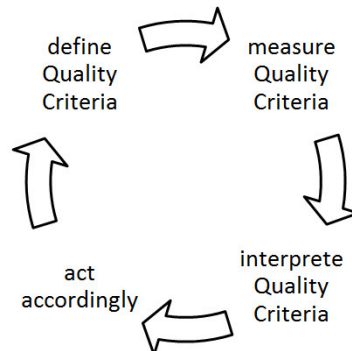 define
Quality
Criteria
measure
Quality
Criteria
interprete
Quality
Criteria
act
accordingly